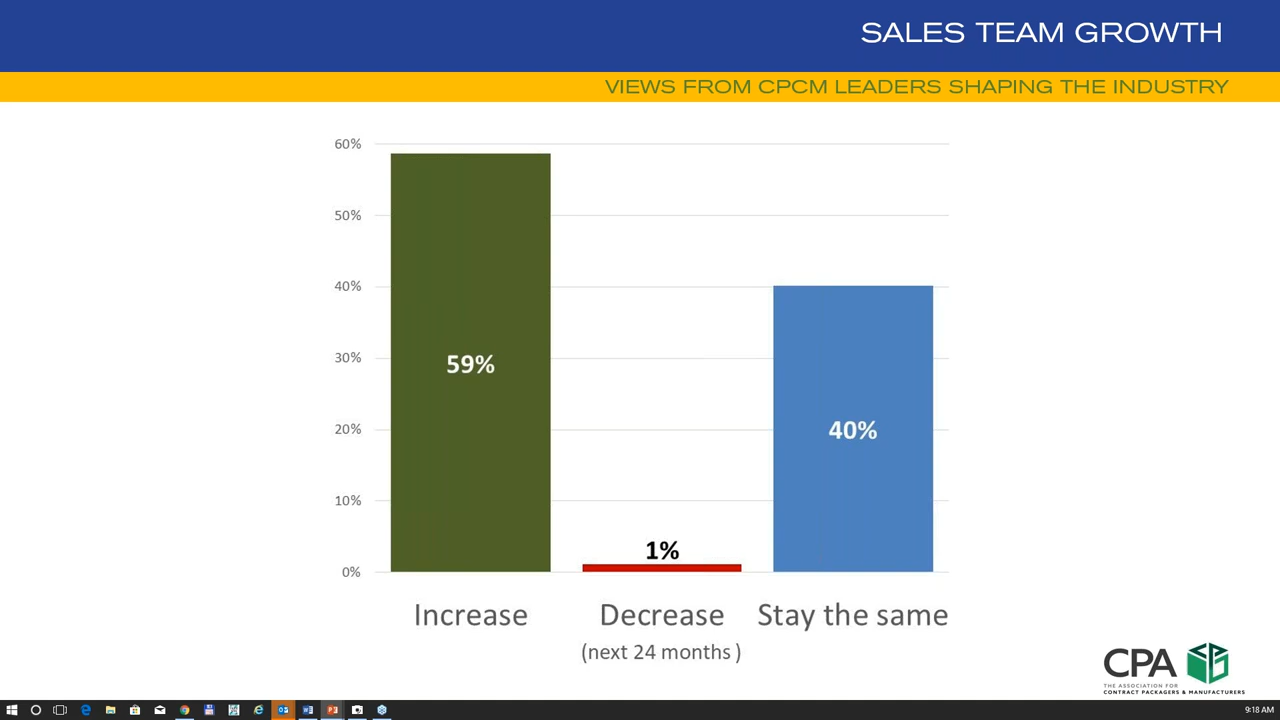 SALES TEAM GROWTH
VIEWS FROM CPCM LEADERS SHAPING THE INDUSTRY
60%
50%
40%
30%
20%
10%
0%
59%
1%
40%
Increase
Decrease
Stay the same
(next 24 months )
CPA
THE ASSOCIATION FOR
CONTRACT PACKAGERS & MANUFACTURERS
9:18 AM